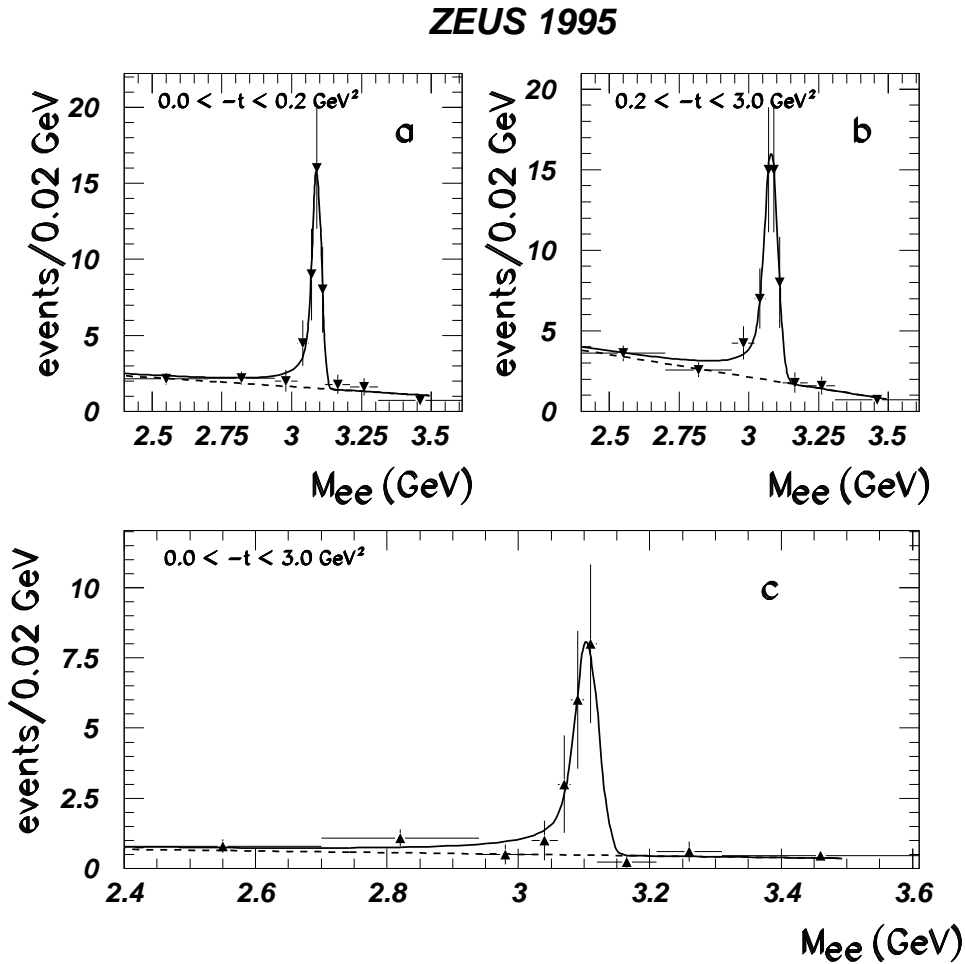 ZEUS 1995
0.0 < −t < 0.2 GeV²
a
events/0.02 GeV
20
15
10
5
0
2.5 2.75 3 3.25 3.5
Mee (GeV)
0.2 < −t < 3.0 GeV²
b
events/0.02 GeV
20
15
10
5
0
2.5 2.75 3 3.25 3.5
Mee (GeV)
0.0 < −t < 3.0 GeV²
c
events/0.02 GeV
10
7.5
5
2.5
0
2.4 2.6 2.8 3 3.2 3.4 3.6
Mee (GeV)